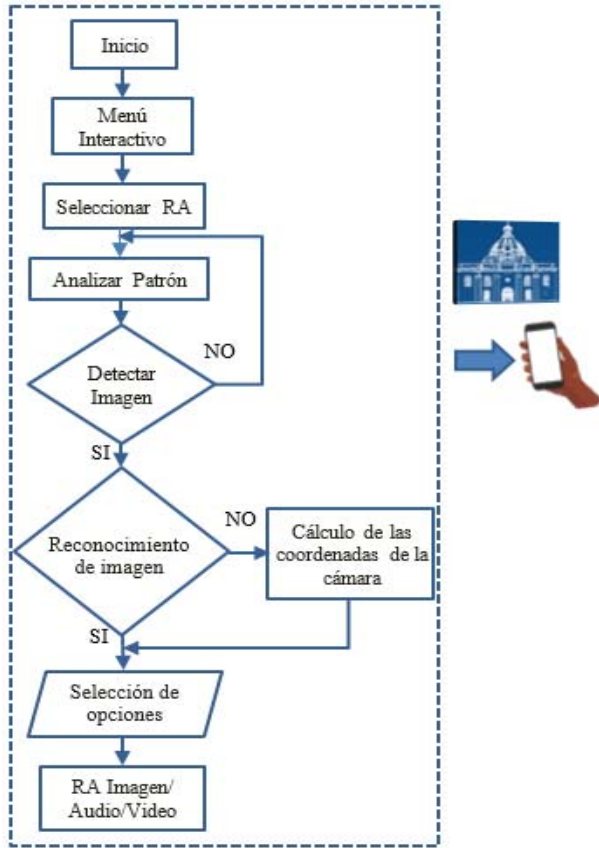 Inicio
Menú
Interactivo
Seleccionar RA
Analizar Patrón
Detectar
Imagen
NO
SI
Reconocimiento
de imagen
NO
Cálculo de las
coordenadas de la
cámara
SI
Selección de
opciones
RA Imagen/
Audio/Video